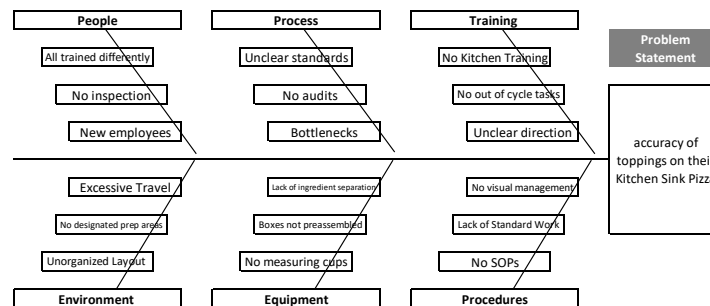 People
Process
Training
Problem
Statement
All trained differently
Unclear standards
No Kitchen Training
No inspection
No audits
No out of cycle tasks
New employees
Bottlenecks
Unclear direction
accuracy of
toppings on thei
Kitchen Sink Pizz
Excessive Travel
Lack of ingredient separation
No visual management
No designated prep areas
Boxes not preassembled
Lack of Standard Work
Unorganized Layout
No measuring cups
No SOPs
Environment
Equipment
Procedures